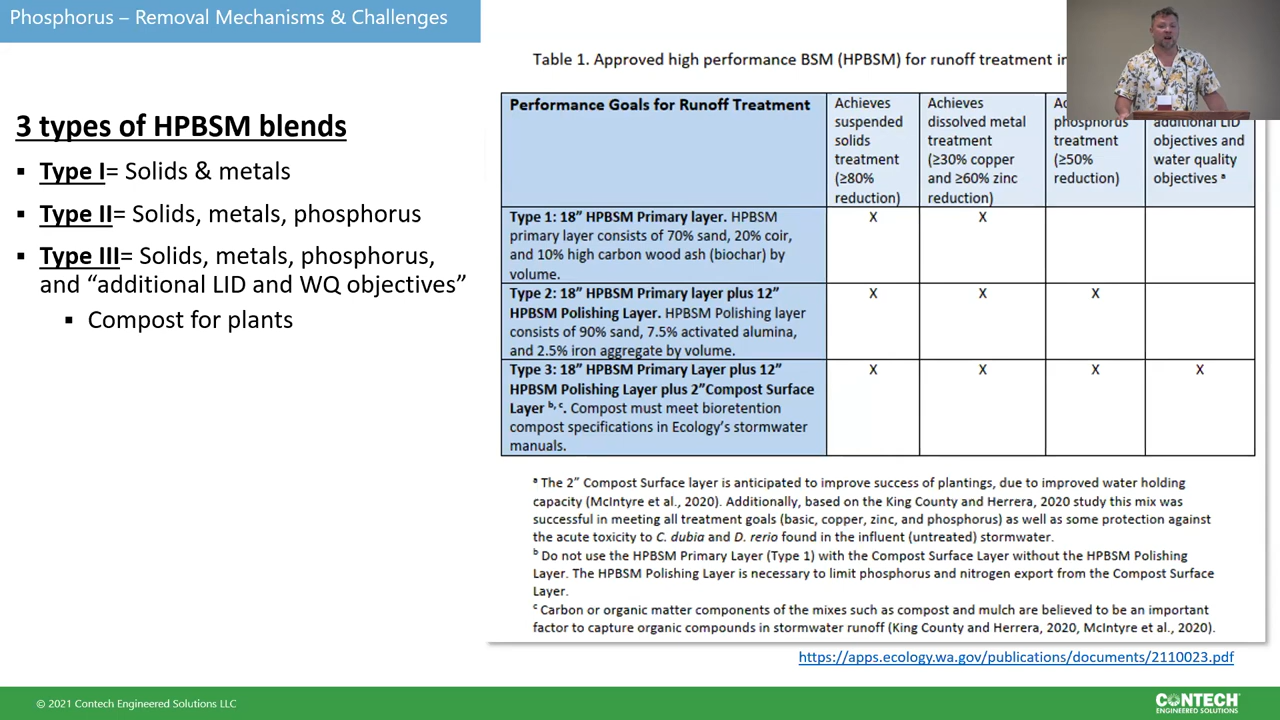 Phosphorus – Removal Mechanisms & Challenges
3 types of HPBSM blends
▪ Type I= Solids & metals
▪ Type II= Solids, metals, phosphorus
▪ Type III= Solids, metals, phosphorus,
and “additional LID and WQ objectives”
▪ Compost for plants
Table 1. Approved high performance BSM (HPBSM) for runoff treatment
Performance Goals for Runoff Treatment
Achieves
suspended
solids
treatment
(≥80%
reduction)
Achieves
dissolved metal
treatment
(≥30% copper
and ≥60% zinc
reduction)
phosphorus
treatment
(≥50%
reduction)
additional LID
objectives and
water quality
objectives ᵃ
Type 1: 18” HPBSM Primary layer. HPBSM
primary layer consists of 70% sand, 20% coir,
and 10% high carbon wood ash (biochar) by
volume.
X X
Type 2: 18” HPBSM Primary layer plus 12”
HPBSM Polishing Layer. HPBSM Polishing layer
consists of 90% sand, 7.5% activated alumina,
and 2.5% iron aggregate by volume.
X X X
Type 3: 18” HPBSM Primary Layer plus 12”
HPBSM Polishing Layer plus 2”Compost Surface
Layer ᵇ,ᶜ. Compost must meet bioretention
compost specifications in Ecology’s stormwater
manuals.
X X X X
ᵃ The 2” Compost Surface layer is anticipated to improve success of plantings, due to improved water holding
capacity (McIntyre et al., 2020). Additionally, based on the King County and Herrera, 2020 study this mix was
successful in meeting all treatment goals (basic, copper, zinc, and phosphorus) as well as some protection against
the acute toxicity to C. dubia and D. rerio found in the influent (untreated) stormwater.
ᵇ Do not use the HPBSM Primary Layer (Type 1) with the Compost Surface Layer without the HPBSM Polishing
Layer. The HPBSM Polishing Layer is necessary to limit phosphorus and nitrogen export from the Compost Surface
Layer.
ᶜ Carbon or organic matter components of the mixes such as compost and mulch are believed to be an important
factor to capture organic compounds in stormwater runoff (King County and Herrera, 2020, McIntyre et al., 2020).
https://apps.ecology.wa.gov/publications/documents/2110023.pdf
© 2021 Contech Engineered Solutions LLC
CONTECH
ENGINEERED SOLUTIONS